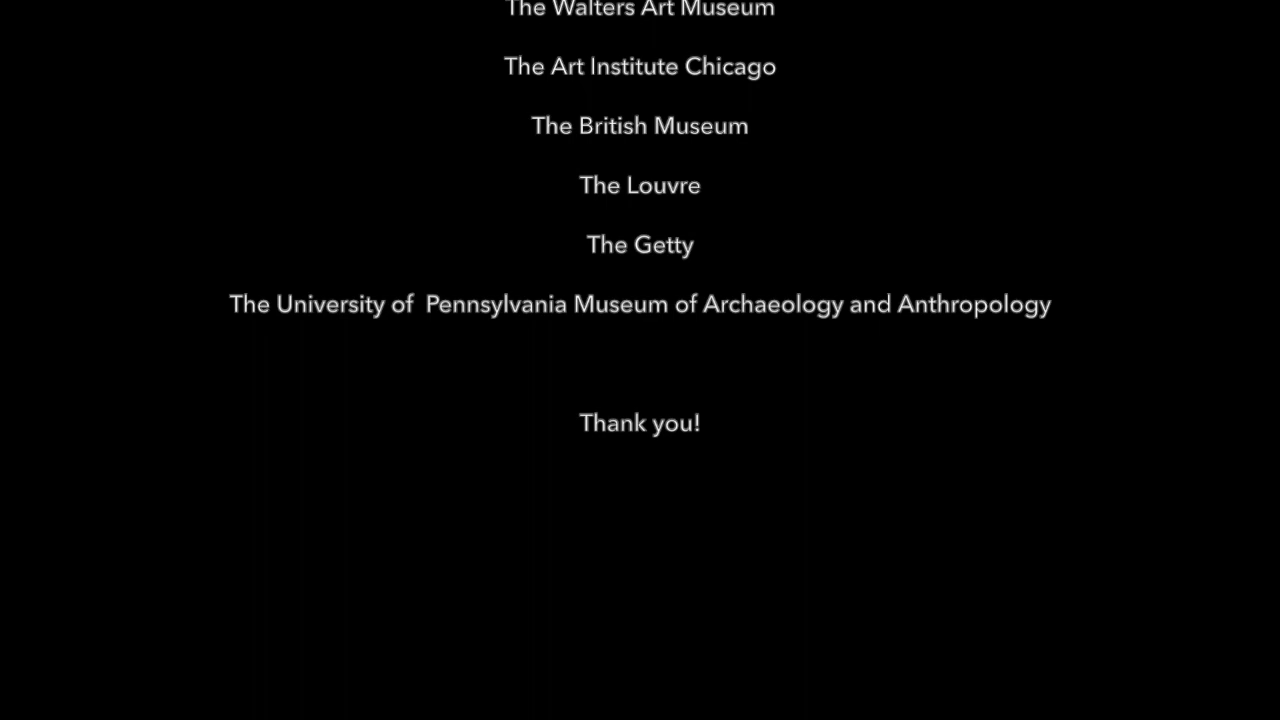 The Walters Art Museum
The Art Institute Chicago
The British Museum
The Louvre
The Getty
The University of  Pennsylvania Museum of Archaeology and Anthropology
Thank you!